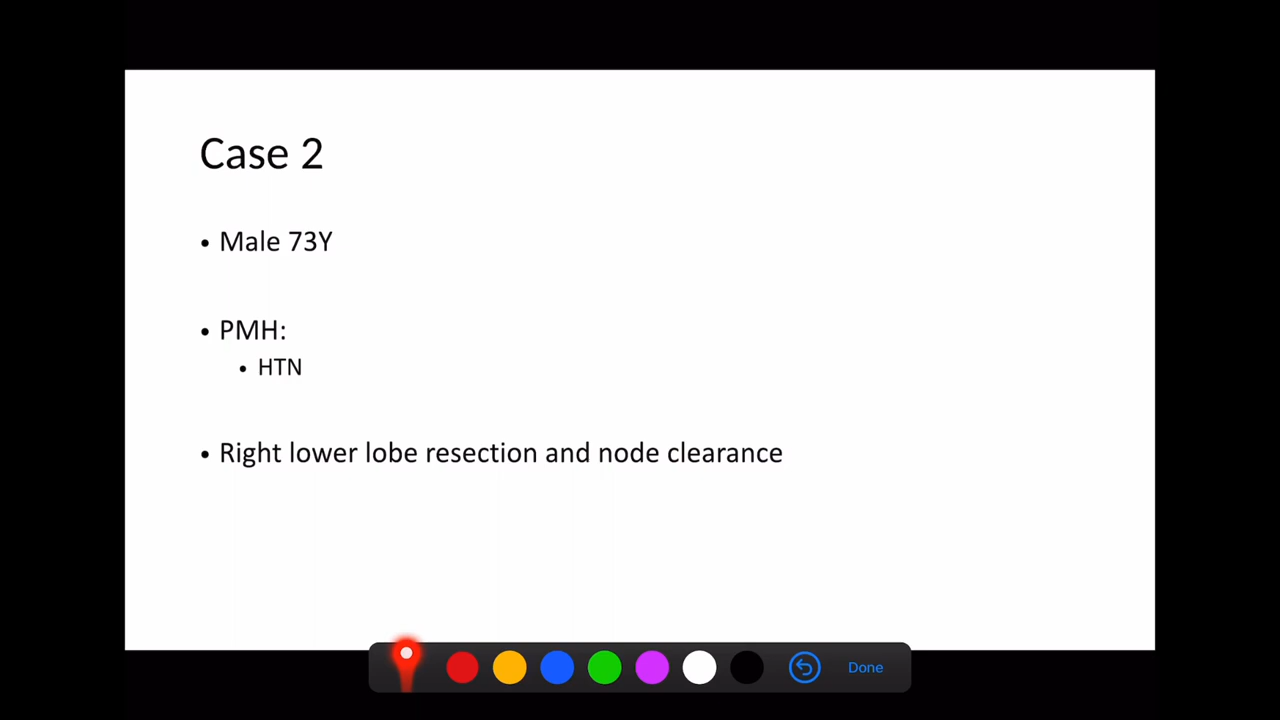 Case 2
• Male 73Y
• PMH:
• HTN
• Right lower lobe resection and node clearance
Done